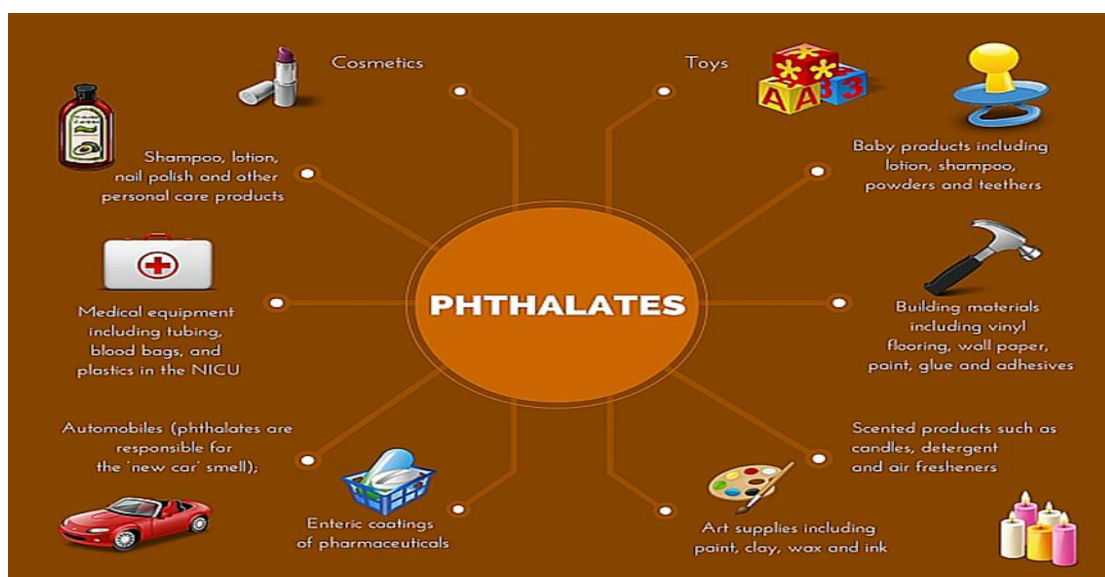 Cosmetics
Toys
Shampoo, lotion,
nail polish and other
personal care products
Baby products including
lotion, shampoo,
powders and teethers
PHTHALATES
Medical equipment
including tubing,
blood bags, and
plastics in the NICU
Building materials
including vinyl
flooring, wall paper,
paint, glue and adhesives
Automobiles (phthalates are
responsible for
the 'new car' smell);
Scented products such as
candles, detergent
and air fresheners
Enteric coatings
of pharmaceuticals
Art supplies including
paint, clay, wax and ink
A
A
3